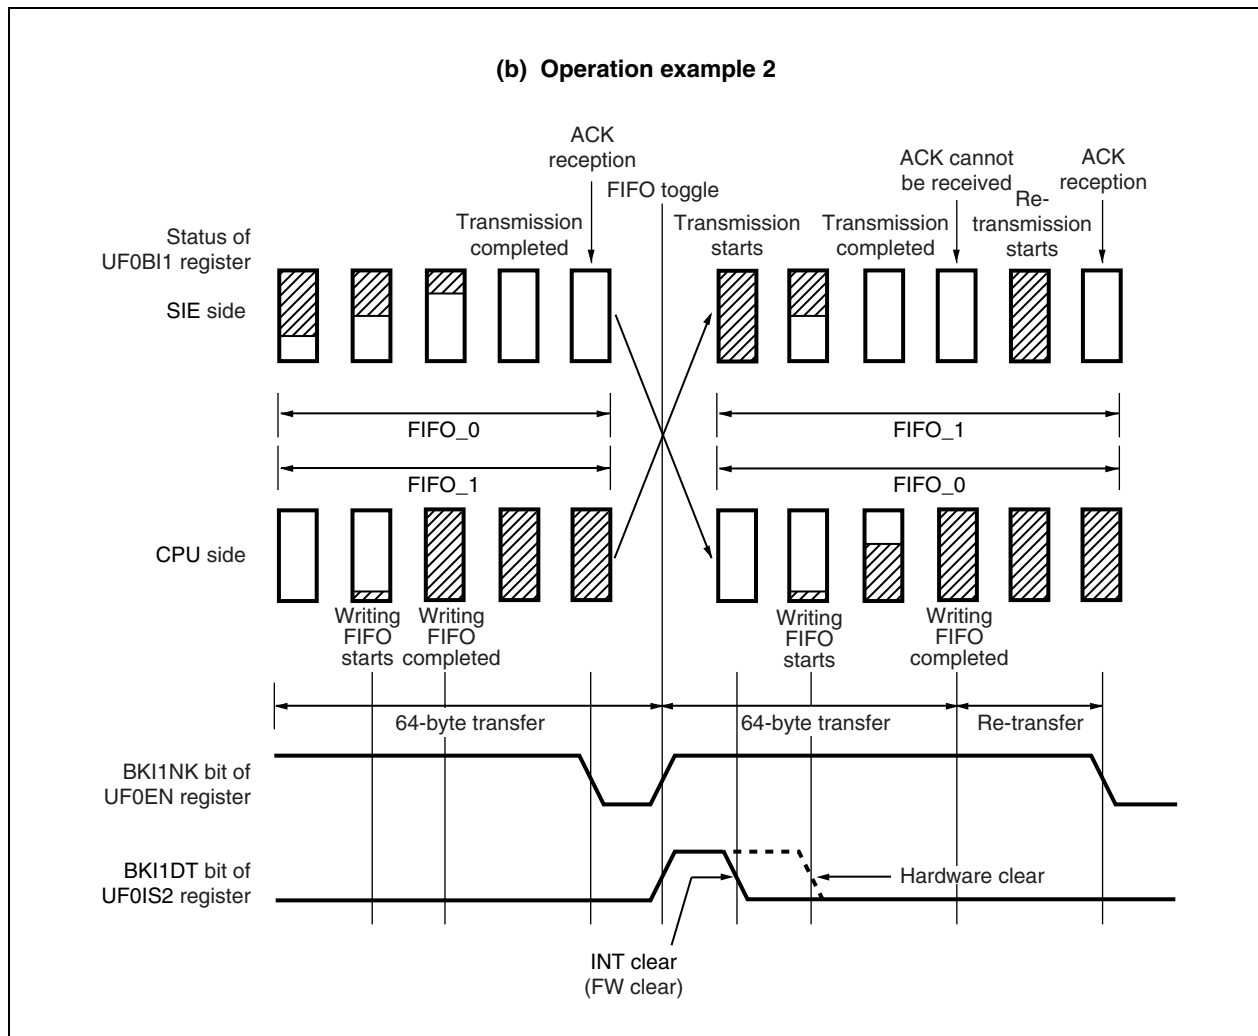 (b) Operation example 2
ACK
reception
FIFO toggle
ACK cannot
be received
ACK
reception
Transmission
completed
Transmission
starts
Transmission
completed
Re-
transmission
starts
Status of
UF0BI1 register
SIE side
FIFO_0
FIFO_1
FIFO_1
FIFO_0
CPU side
Writing
FIFO
starts
Writing
FIFO
completed
Writing
FIFO
starts
Writing
FIFO
completed
64-byte transfer
64-byte transfer
Re-transfer
BKI1NK bit of
UF0EN register
BKI1DT bit of
UF0IS2 register
Hardware clear
INT clear
(FW clear)